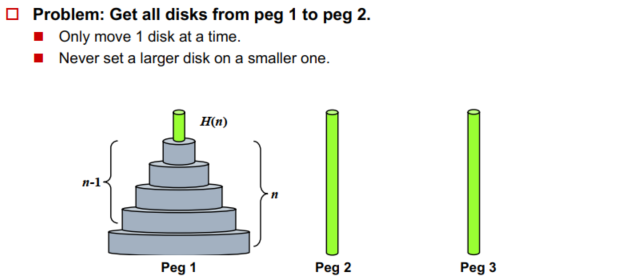 Problem: Get all disks from peg 1 to peg 2.
Only move 1 disk at a time.
Never set a larger disk on a smaller one.
H(n)
n-1
n
Peg 1 Peg 2 Peg 3